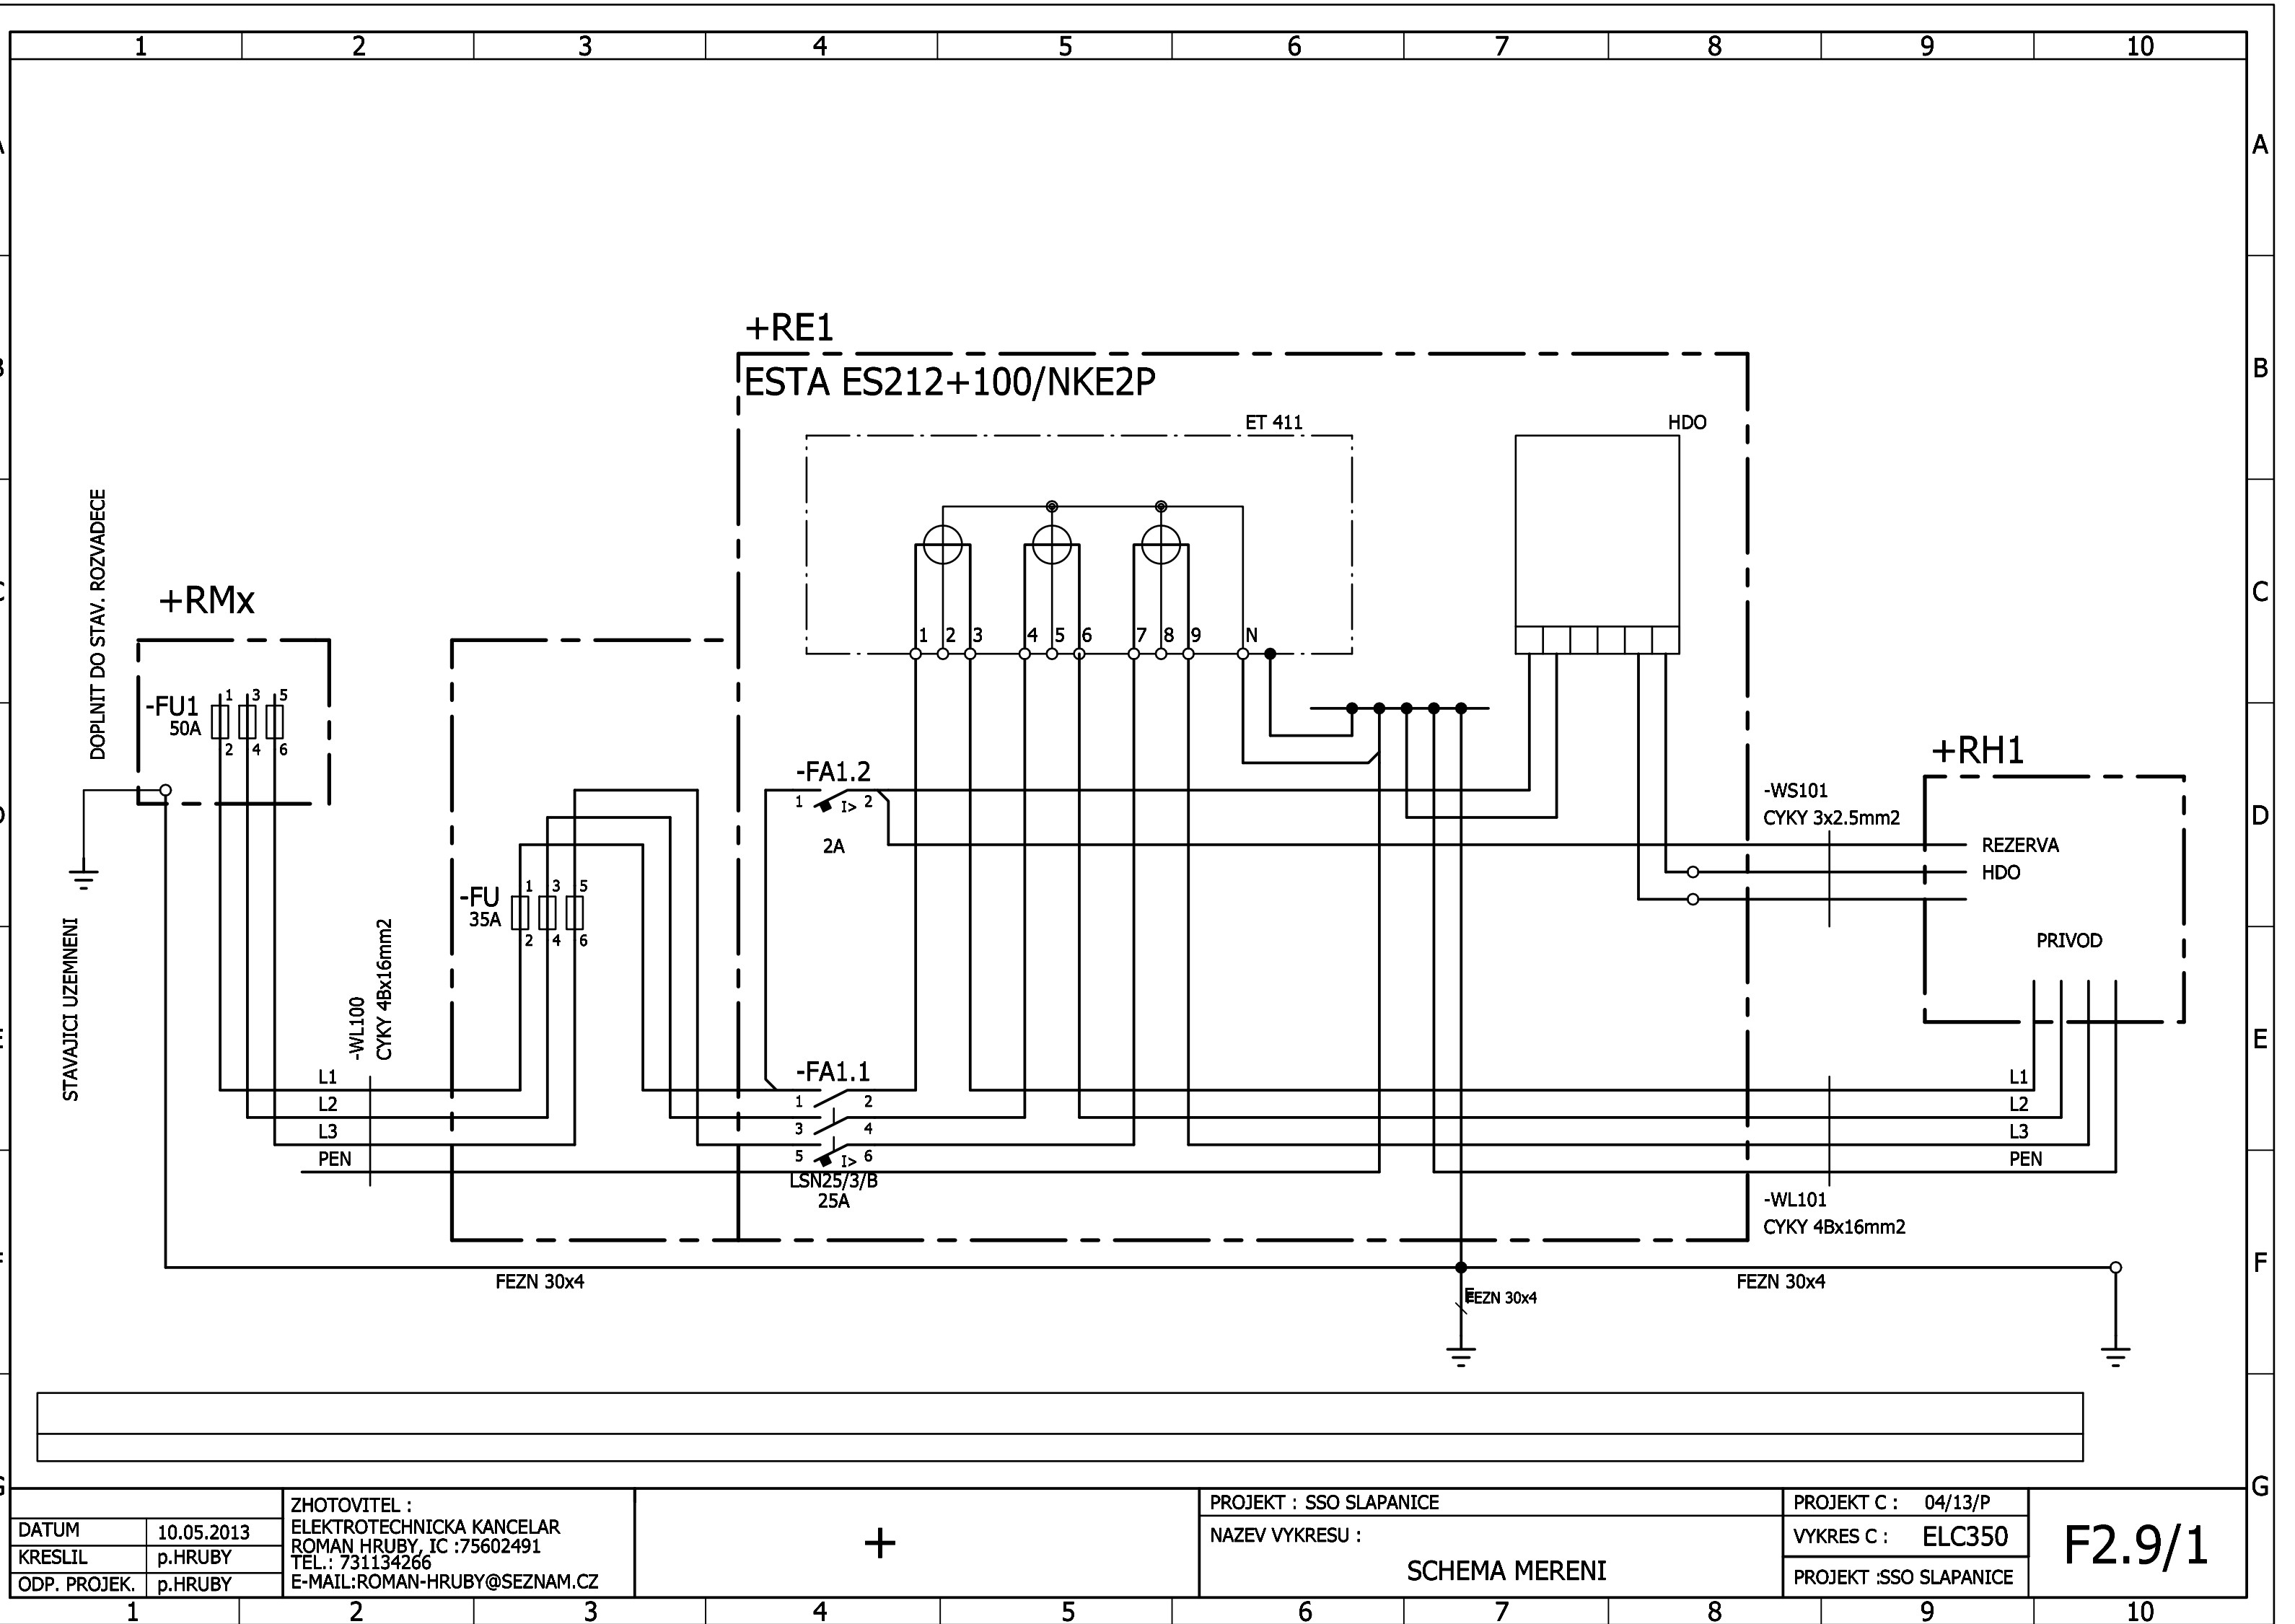 1 2 3 4 5 6 7 8 9 10
A
B
C
D
E
F
G
A
B
C
D
E
F
G
+RE1
ESTA ES212+100/NKE2P
ET 411
HDO
1 2 3 4 5 6 7 8 9 N
DOPLNIT DO STAV. ROZVADECE
+RMx
-FU1
50A
1 3 5
2 4 6
STAVAJICI UZEMNENI
-WL100
CYKY 4Bx16mm2
L1
L2
L3
PEN
-FU
35A
1 3 5
2 4 6
-FA1.2
1 I> 2
2A
-FA1.1
1 2
3 4
5 I> 6
LSN25/3/B
25A
-WS101
CYKY 3x2.5mm2
+RH1
REZERVA
HDO
PRIVOD
L1
L2
L3
PEN
-WL101
CYKY 4Bx16mm2
FEZN 30x4
FEZN 30x4
E
FEZN 30x4
DATUM 10.05.2013
KRESLIL p.HRUBY
ODP. PROJEK. p.HRUBY
ZHOTOVITEL :
ELEKTROTECHNICKA KANCELAR
ROMAN HRUBY, IC :75602491
TEL.: 731134266
E-MAIL:ROMAN-HRUBY@SEZNAM.CZ
+
PROJEKT : SSO SLAPANICE
NAZEV VYKRESU :
SCHEMA MERENI
PROJEKT C : 04/13/P
VYKRES C : ELC350
PROJEKT :SSO SLAPANICE
F2.9/1
1 2 3 4 5 6 7 8 9 10